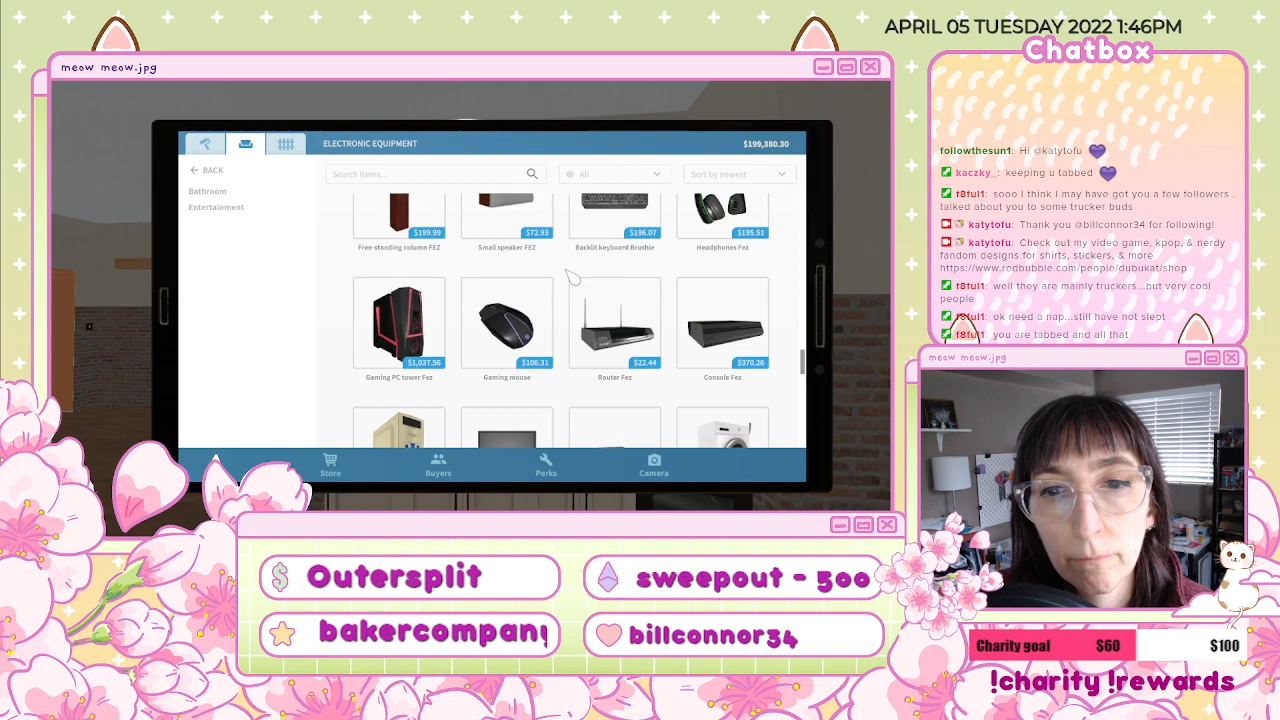 APRIL 05 TUESDAY 2022 1:46PM
meow meow.jpg
ELECTRONIC EQUIPMENT
$199,380.30
BACK
Bathroom
Entertainment
Search items...
All
Sort by newest
$199.99
$72.93
$196.07
$195.51
Free-standing column FEZ
Small speaker FEZ
Backlit keyboard Brushie
Headphones Fez
$1,037.56
$106.31
$22.44
$370.26
Gaming PC tower Fez
Gaming mouse
Router Fez
Console Fez
Store
Buyers
Perks
Camera
Chatbox
followthesun1: Hi @katytofu
kaczky_: keeping u tabbed
f8ful1: sooo i think i may have got you a few followers .
talked about you to some trucker buds
katytofu: Thank you @billconnor34 for following!
katytofu: Check out my video game, kpop, & nerdy
fandom designs for shirts, stickers, & more
https://www.redbubble.com/people/dubukat/shop
f8ful1: well they are mainly truckers...but very cool
people
f8ful1: ok need a nap...still have not slept
f8ful1: you are tabbed and all that
meow meow.jpg
Outersplit
sweepout - 500
bakercompany
billconnor34
Charity goal
$60
$100
!charity !rewards